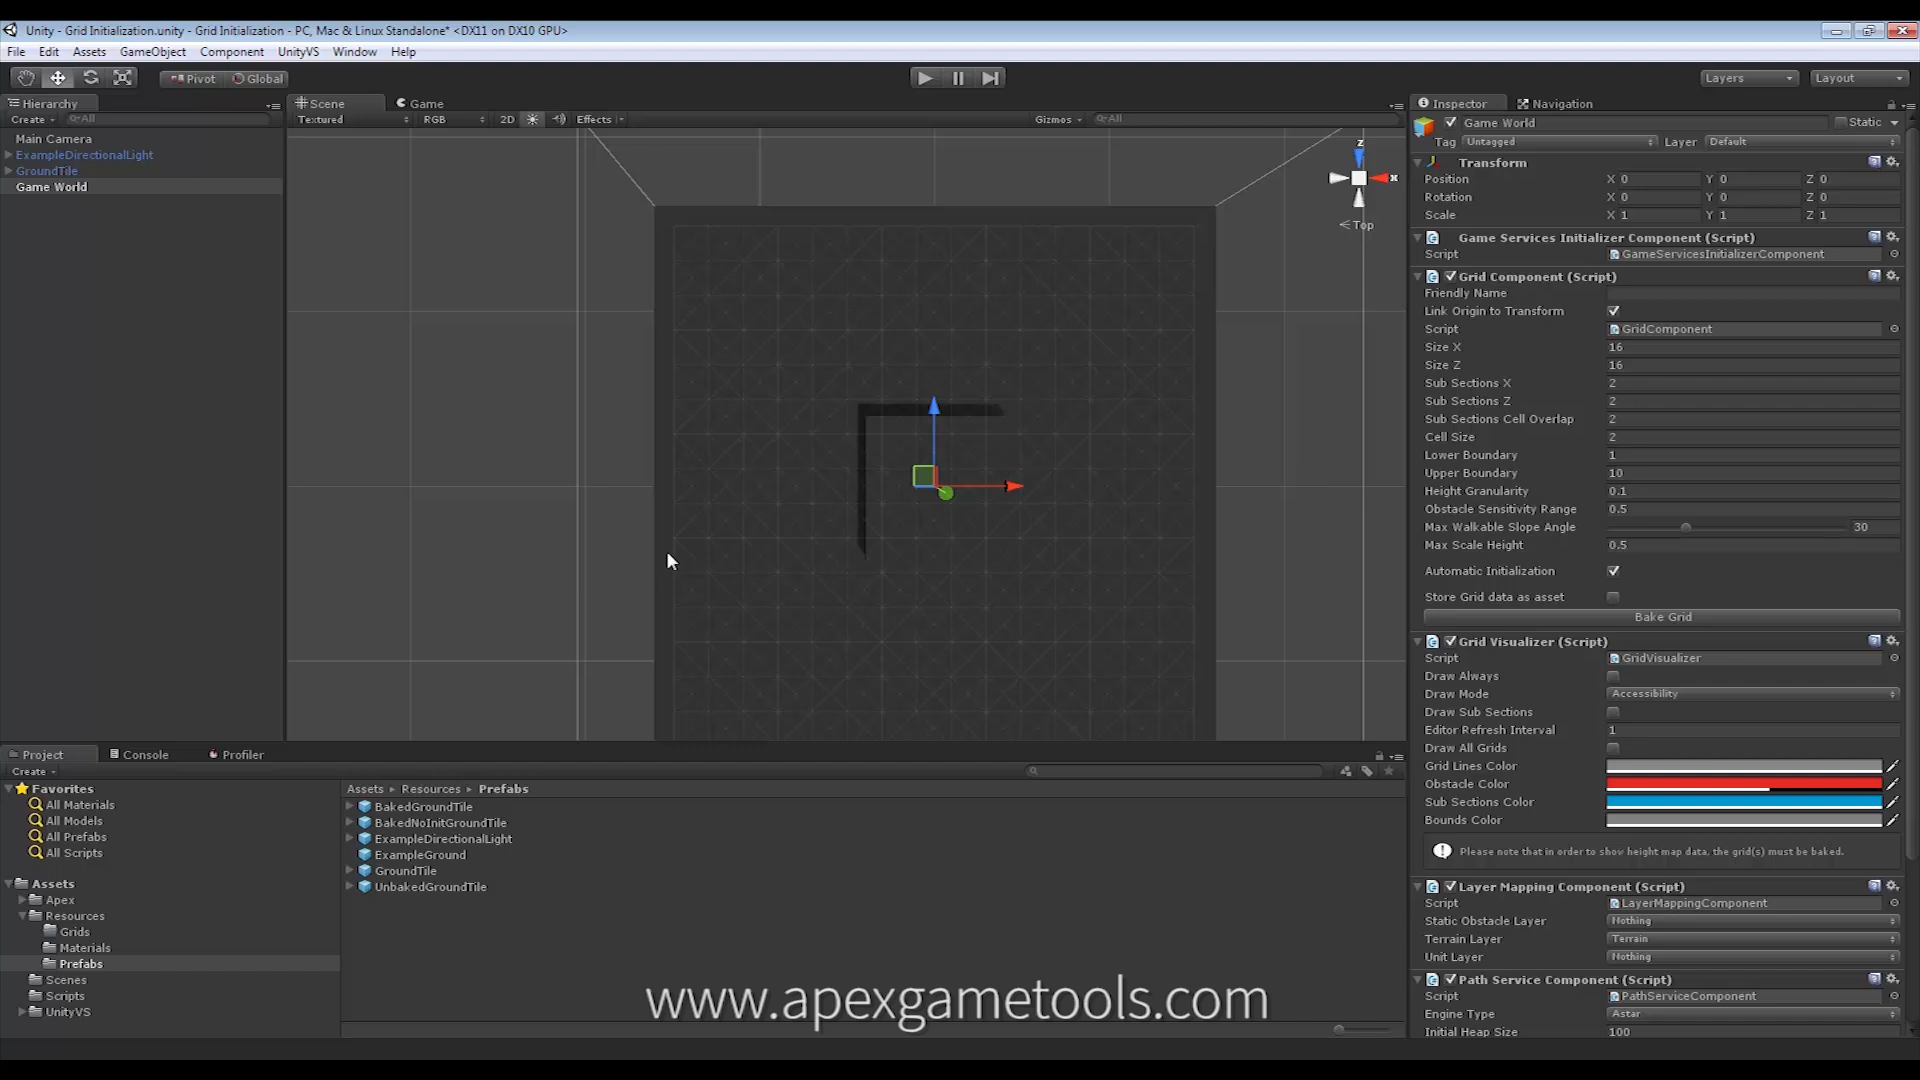 Unity - Grid Initialization.unity - Grid Initialization - PC, Mac & Linux Standalone* <DX11 on DX10 GPU>
File Edit Assets GameObject Component UnityVS Window Help
Pivot Global Layers Layout
Hierarchy
Create All
Main Camera
ExampleDirectionalLight
GroundTile
Game World
Scene Game
Textured RGB 2D Effects Gizmos All
z
x
Top
Inspector Navigation
Game World Static
Tag Untagged Layer Default
Transform
Position X 0 Y 0 Z 0
Rotation X 0 Y 0 Z 0
Scale X 1 Y 1 Z 1
Game Services Initializer Component (Script)
Script GameServicesInitializerComponent
Grid Component (Script)
Friendly Name
Link Origin to Transform
Script GridComponent
Size X 16
Size Z 16
Sub Sections X 2
Sub Sections Z 2
Sub Sections Cell Overlap 2
Cell Size 2
Lower Boundary 1
Upper Boundary 10
Height Granularity 0.1
Obstacle Sensitivity Range 0.5
Max Walkable Slope Angle 30
Max Scale Height 0.5
Automatic Initialization
Store Grid data as asset
Bake Grid
Grid Visualizer (Script)
Script GridVisualizer
Draw Always
Draw Mode Accessibility
Draw Sub Sections
Editor Refresh Interval 1
Draw All Grids
Grid Lines Color
Obstacle Color
Sub Sections Color
Bounds Color
Please note that in order to show height map data, the grid(s) must be baked.
Layer Mapping Component (Script)
Script LayerMappingComponent
Static Obstacle Layer Nothing
Terrain Layer Terrain
Unit Layer Nothing
Path Service Component (Script)
Script PathServiceComponent
Engine Type Astar
Initial Heap Size 100
Project Console Profiler
Create
Favorites
All Materials
All Models
All Prefabs
All Scripts
Assets
Apex
Resources
Grids
Materials
Prefabs
Scenes
Scripts
UnityVS
Assets Resources Prefabs
BakedGroundTile
BakedNoInitGroundTile
ExampleDirectionalLight
ExampleGround
GroundTile
UnbakedGroundTile
www.apexgametools.com